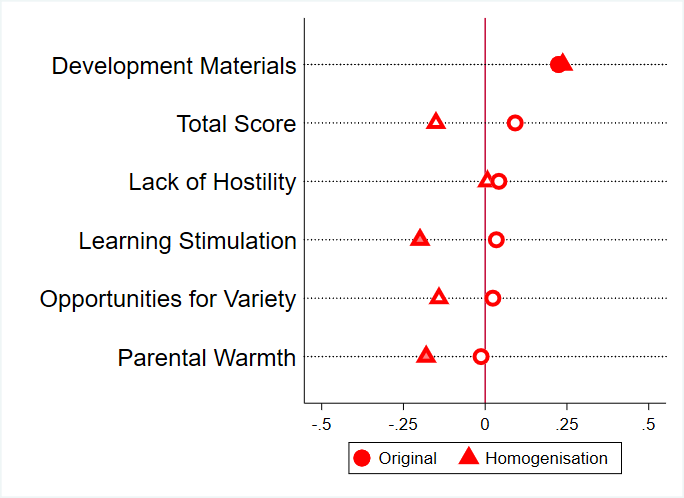 Development Materials
Total Score
Lack of Hostility
Learning Stimulation
Opportunities for Variety
Parental Warmth
-.5 -.25 0 .25 .5
Original Homogenisation